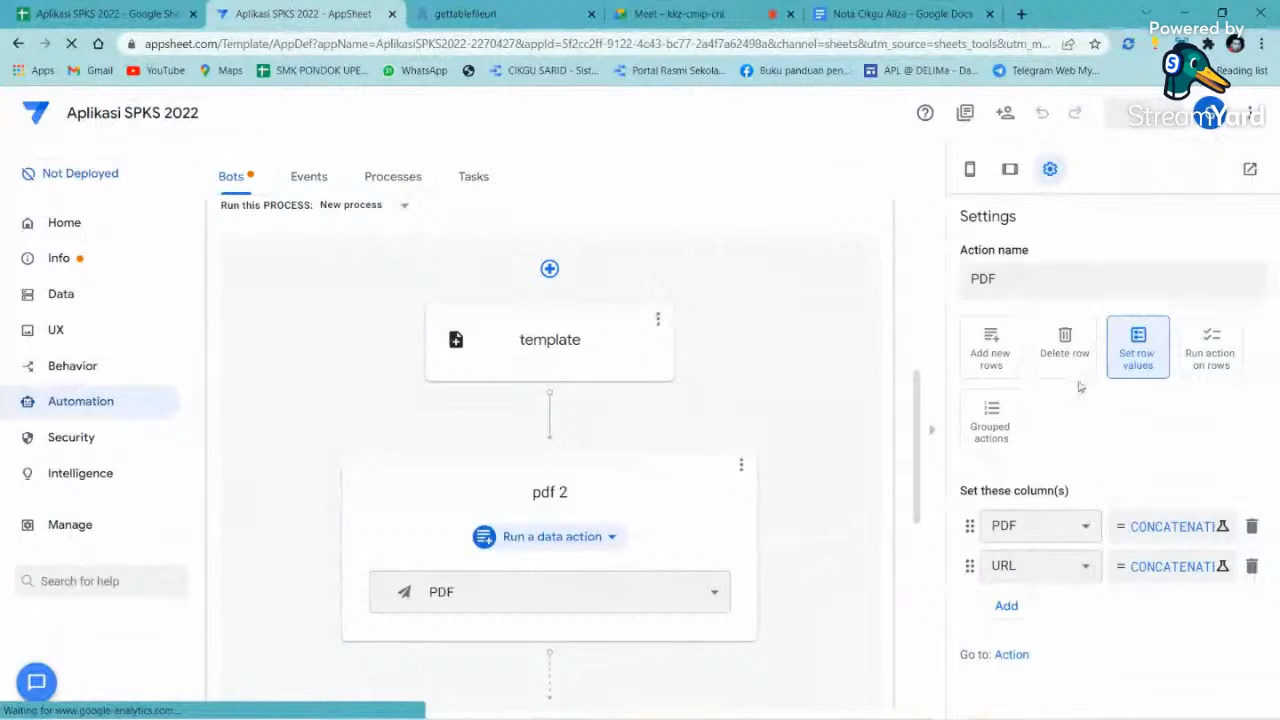 Aplikasi SPKS 2022 - Google She
Aplikasi SPKS 2022 - AppSheet
gettablefileurl
Meet – kkz-cmip-cni
Nota Cikgu Aliza - Google Docs
Powered by
appsheet.com/Template/AppDef?appName=AplikasiSPKS2022-2270427&appId=5f2cc2ff-9122-4c43-bc77-2a4f7a62498a&channel=sheets&utm_source=sheets_tools&utm_m...
Apps
Gmail
YouTube
Maps
SMK PONDOK UPE...
WhatsApp
CIKGU SARID - Sist...
Portal Rasmi Sekola...
Buku panduan pen...
APL @ DELIMa - Da...
Telegram Web My...
Reading list
StreamYard
Aplikasi SPKS 2022
Not Deployed
Bots
Events
Processes
Tasks
Run this PROCESS: New process
Home
Info
Data
UX
Behavior
Automation
Security
Intelligence
Manage
Search for help
template
pdf 2
Run a data action
PDF
Settings
Action name
PDF
Add new rows
Delete row
Set row values
Run action on rows
Grouped actions
Set these column(s)
PDF
= CONCATENATI
URL
= CONCATENATI
Add
Go to: Action
Waiting for www.google-analytics.com...